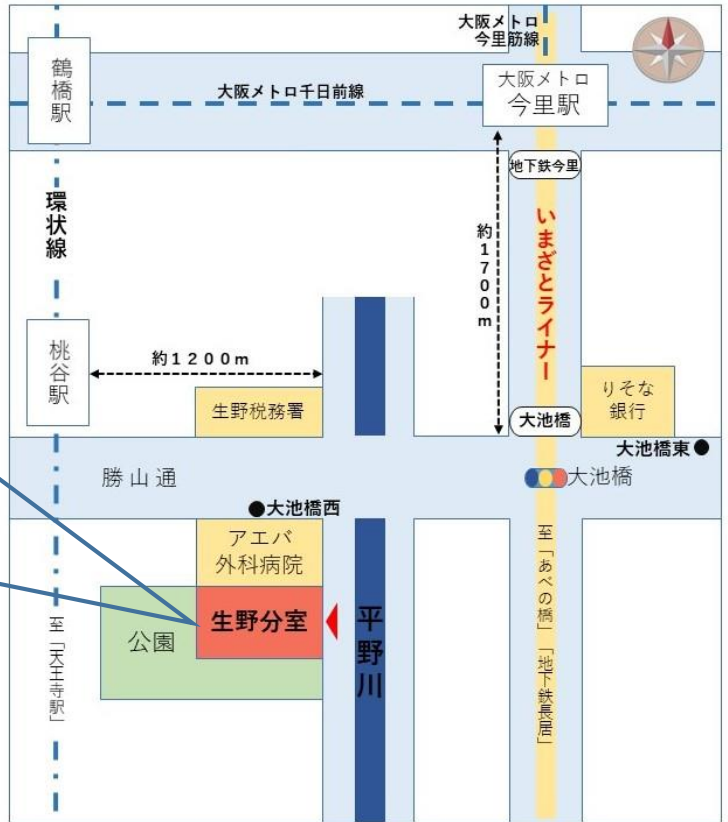 大阪メトロ
今里筋線
鶴橋駅
大阪メトロ千日前線
大阪メトロ
今里駅
地下鉄今里
環状線
いまざとライナー
約1700m
桃谷駅
約1200m
生野税務署
りそな
銀行
大池橋
大池橋東
勝山通
大池橋
大池橋西
アエバ
外科病院
生野分室
公園
平野川
至「天王寺駅」
至「あべの橋」「地下鉄長居」